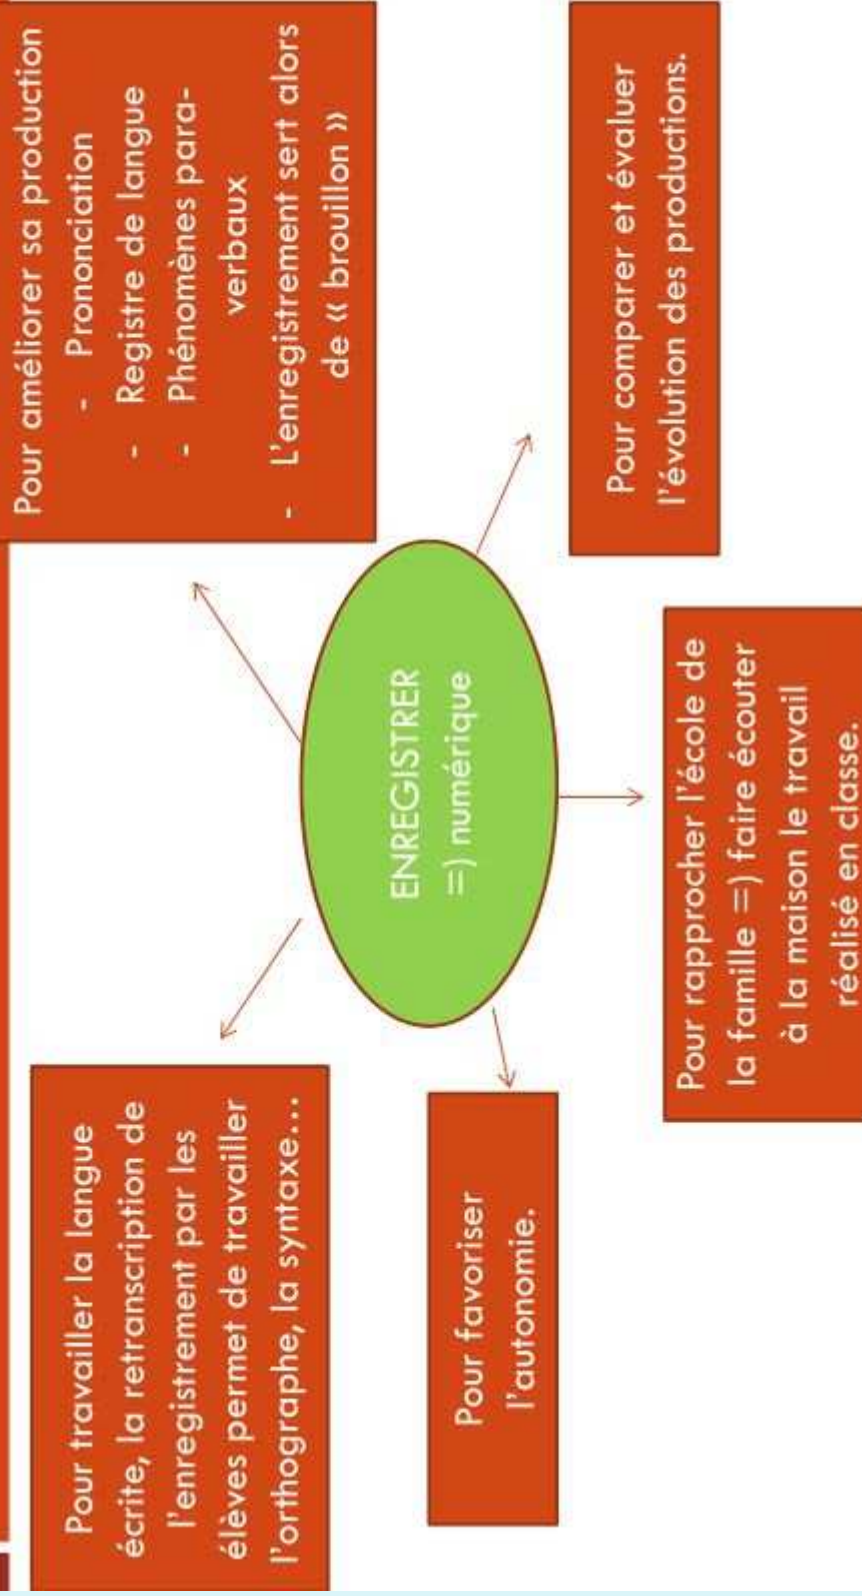 Pour travailler la langue
écrite, la retranscription de
l'enregistrement par les
élèves permet de travailler
l'orthographe, la syntaxe...
Pour améliorer sa production
- Prononciation
- Registre de langue
- Phénomènes para-
verbaux
- L'enregistrement sert alors
de « brouillon »
ENREGISTRER
=) numérique
Pour favoriser
l'autonomie.
Pour rapprocher l'école de
la famille =) faire écouter
à la maison le travail
réalisé en classe.
Pour comparer et évaluer
l'évolution des productions.